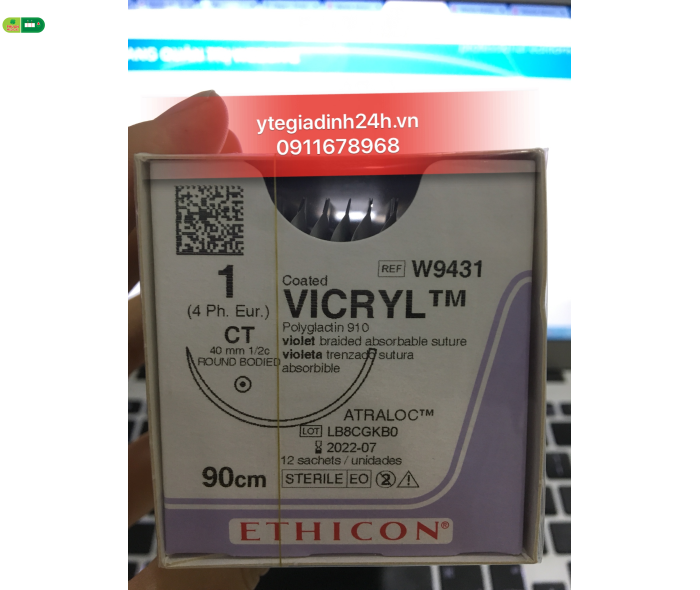 ytegiadinh24h.vn
0911678968
REF W9431
1
(4 Ph. Eur.)
CT
40 mm 1/2c
ROUND BODIED
Coated
VICRYL™
Polyglactin 910
violet braided absorbable suture
violeta trenzado sutura
absorbible
ATRALOC™
LOT LB8CGKB0
2022-07
12 sachets / unidades
90cm
STERILE EO 2
ETHICON®